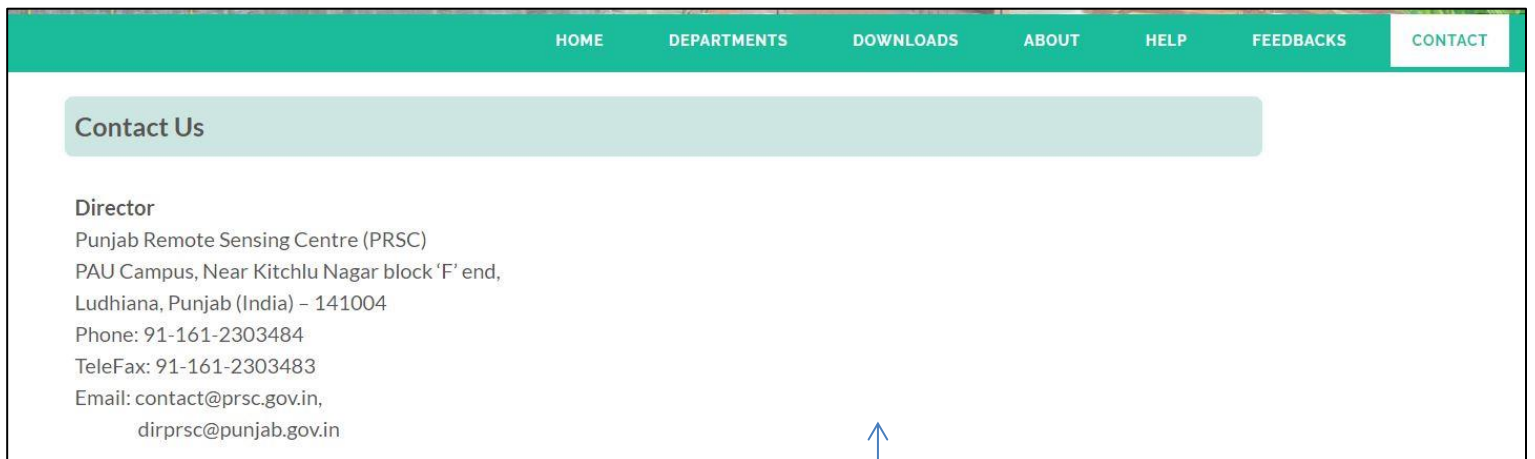 HOME DEPARTMENTS DOWNLOADS ABOUT HELP FEEDBACKS CONTACT
Contact Us
Director
Punjab Remote Sensing Centre (PRSC)
PAU Campus, Near Kitchlu Nagar block ‘F’ end,
Ludhiana, Punjab (India) – 141004
Phone: 91-161-2303484
TeleFax: 91-161-2303483
Email: contact@prsc.gov.in,
dirprsc@punjab.gov.in